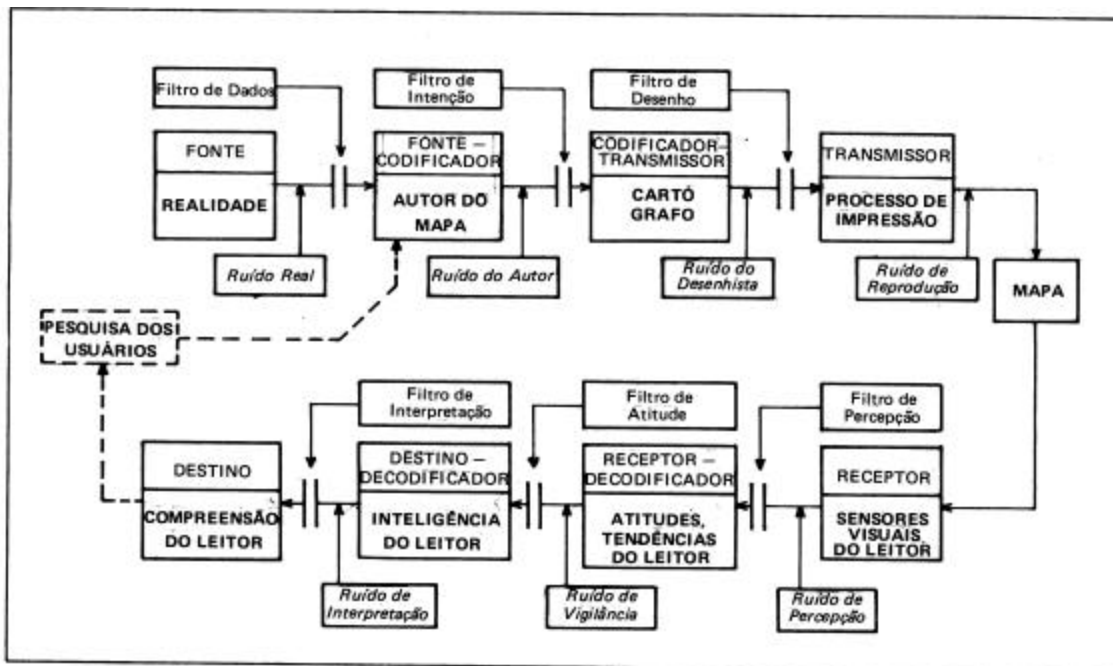 Filtro de Dados
Filtro de
Intenção
Filtro de
Desenho
FONTE
REALIDADE
FONTE —
CODIFICADOR
AUTOR DO
MAPA
CODIFICADOR—
TRANSMISSOR
CARTÓ
GRAFO
TRANSMISSOR
PROCESSO DE
IMPRESSÃO
Ruído Real
Ruído do Autor
Ruído do
Desenhista
Ruído de
Reprodução
MAPA
PESQUISA DOS
USUÁRIOS
Filtro de
Interpretação
Filtro de
Atitude
Filtro de
Percepção
DESTINO
COMPREENSÃO
DO LEITOR
DESTINO —
DECODIFICADOR
INTELIGÊNCIA
DO LEITOR
RECEPTOR —
DECODIFICADOR
ATITUDES,
TENDÊNCIAS
DO LEITOR
RECEPTOR
SENSORES
VISUAIS
DO LEITOR
Ruído de
Interpretação
Ruído de
Vigilância
Ruído de
Percepção